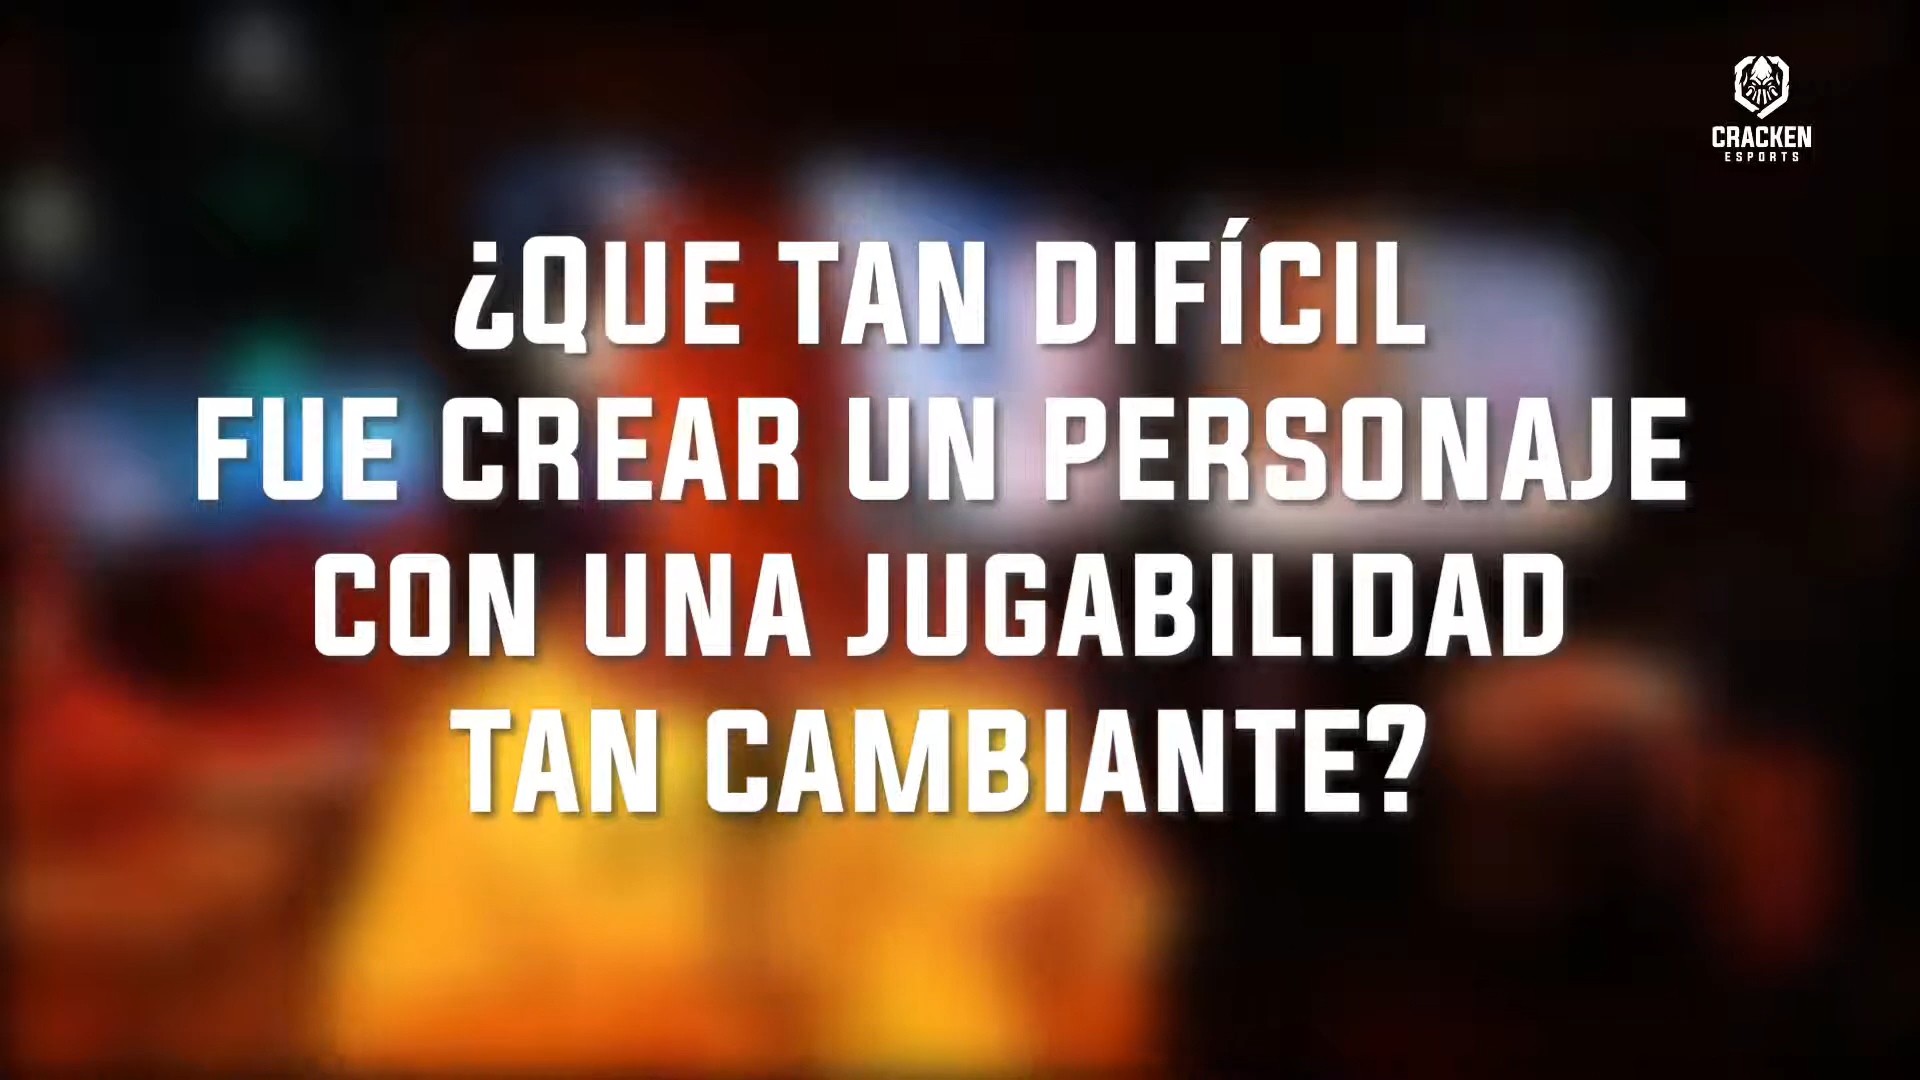 CRACKEN
ESPORTS
¿QUE TAN DIFÍCIL
FUE CREAR UN PERSONAJE
CON UNA JUGABILIDAD
TAN CAMBIANTE?